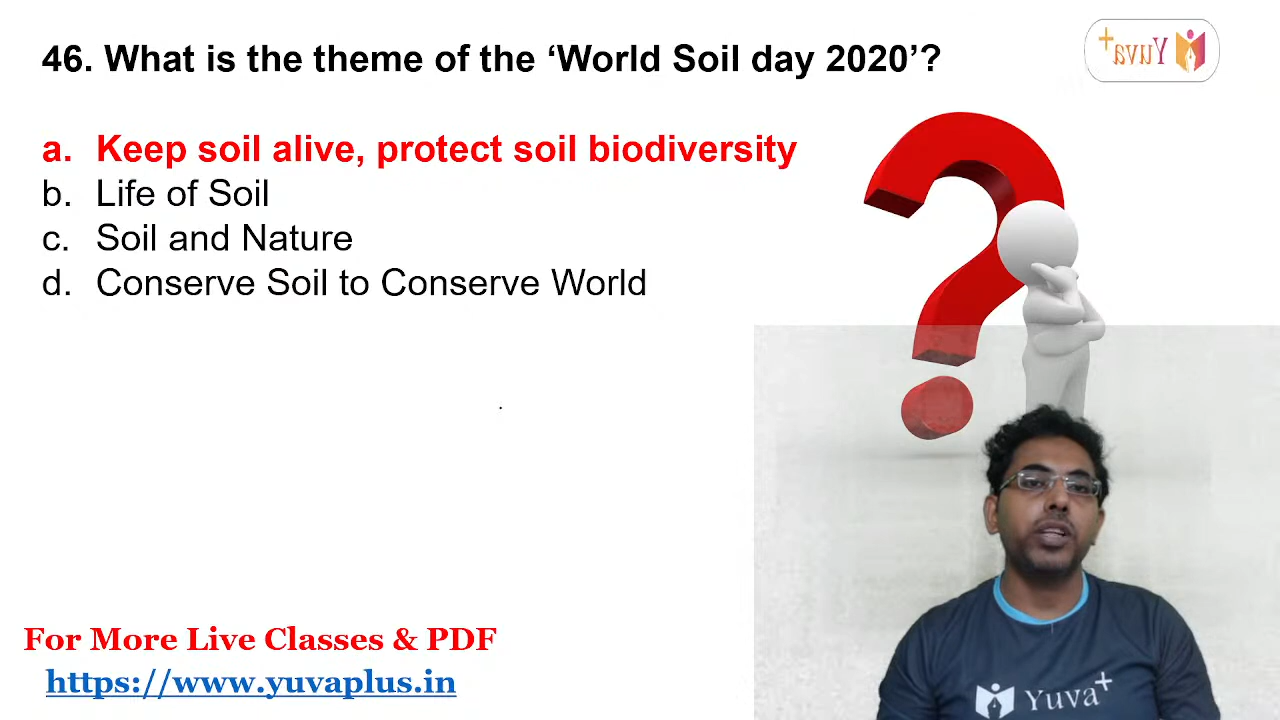 46. What is the theme of the ‘World Soil day 2020’?
Yuva+
a. Keep soil alive, protect soil biodiversity
b. Life of Soil
c. Soil and Nature
d. Conserve Soil to Conserve World
For More Live Classes & PDF
https://www.yuvaplus.in
Yuva+